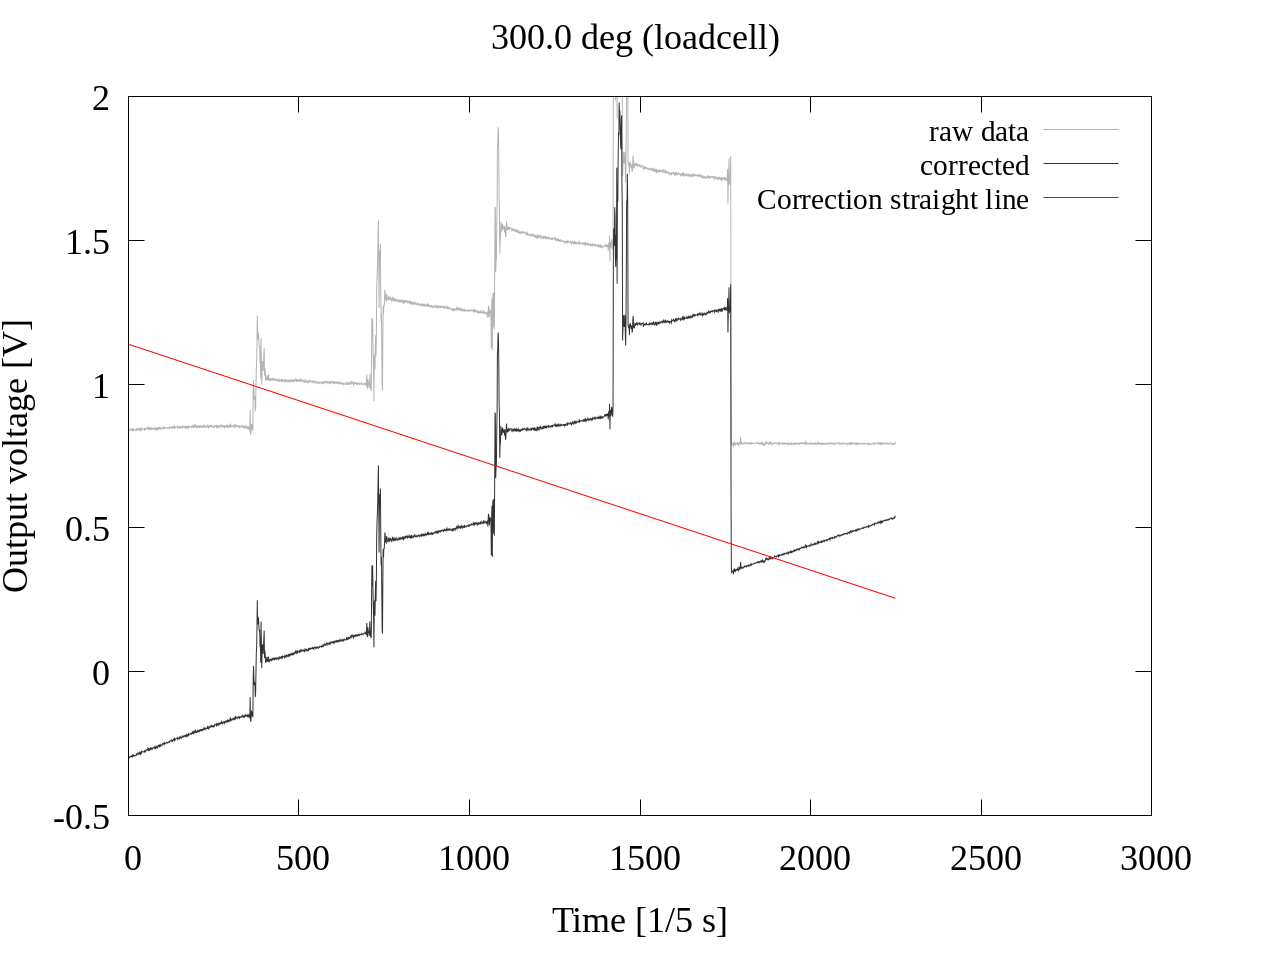 300.0 deg (loadcell)
2
1.5
1
0.5
0
-0.5
Output voltage [V]
raw data
corrected
Correction straight line
0 500 1000 1500 2000 2500 3000
Time [1/5 s]